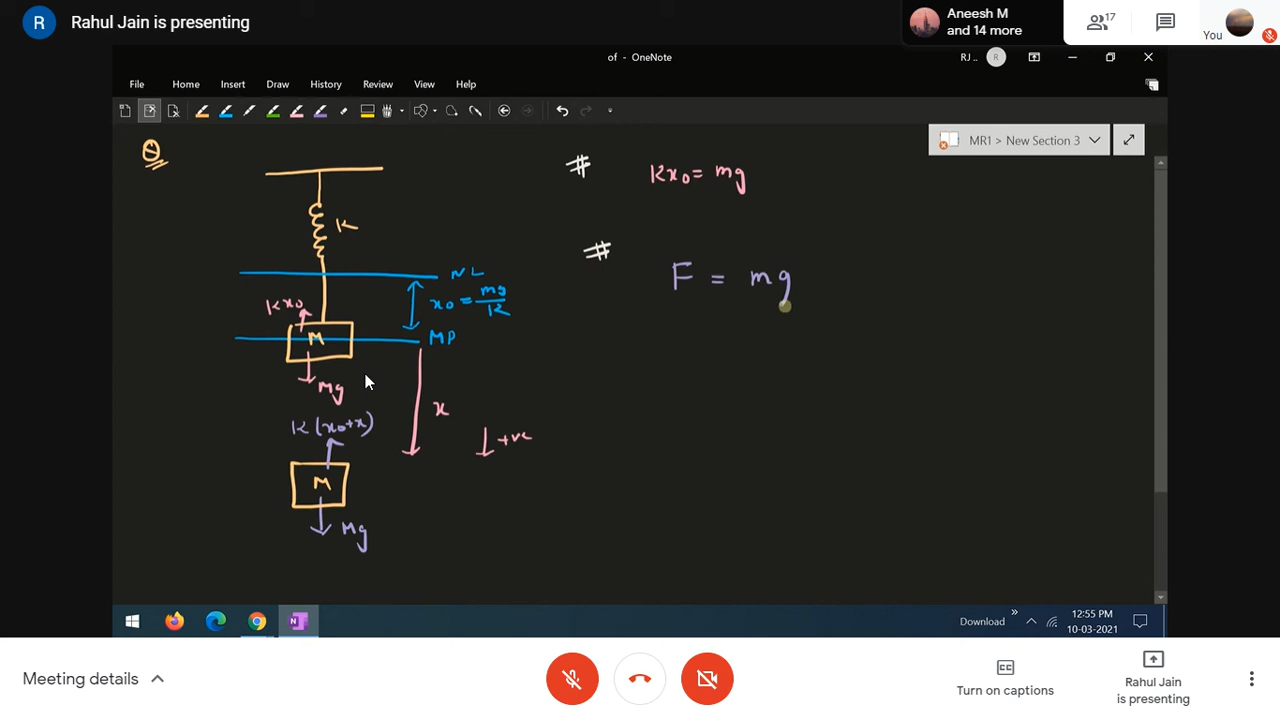 R Rahul Jain is presenting
Aneesh M
and 14 more
17
You
of - OneNote
RJ ..
R
File Home Insert Draw History Review View Help
MR1 > New Section 3
Q
# Kx₀ = mg
K
# F = mg
NL
x₀ = mg/K
Kx₀
M
MP
Mg
x
K(x₀+x)
↓ +ve
M
Mg
Download
12:55 PM
10-03-2021
Meeting details
Turn on captions
Rahul Jain
is presenting